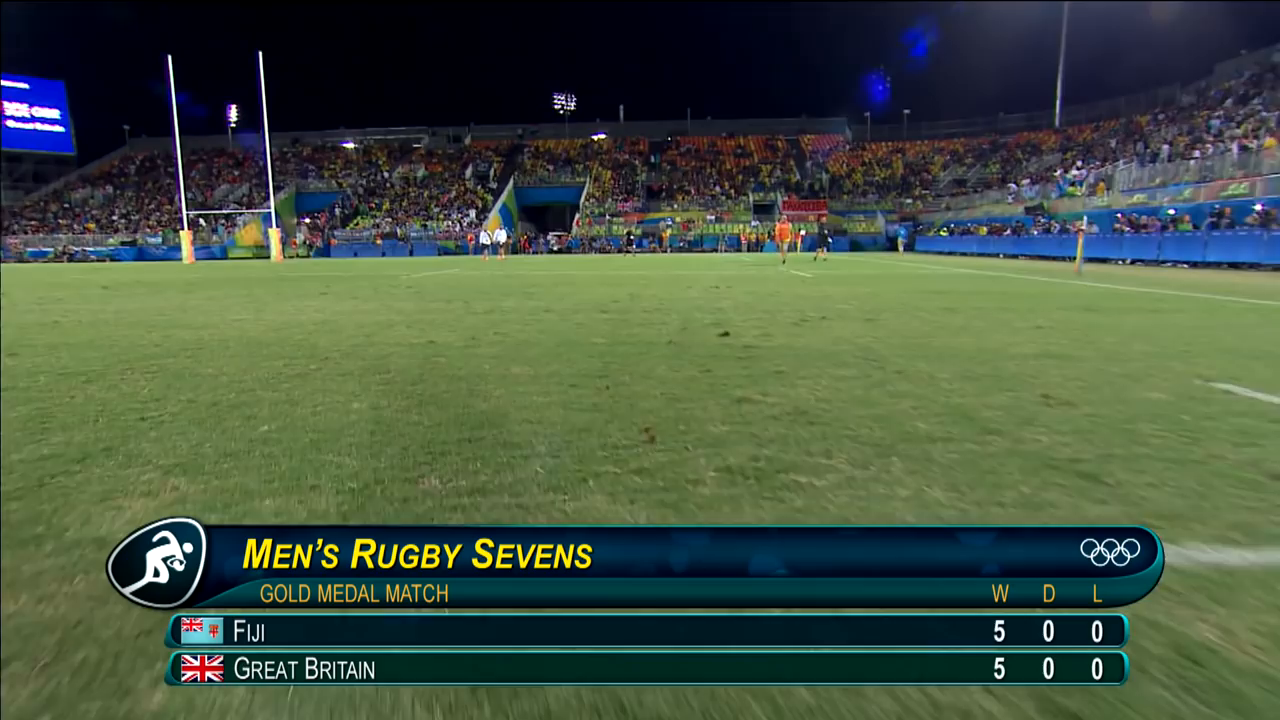 MEN'S RUGBY SEVENS
GOLD MEDAL MATCH W D L
FIJI 5 0 0
GREAT BRITAIN 5 0 0